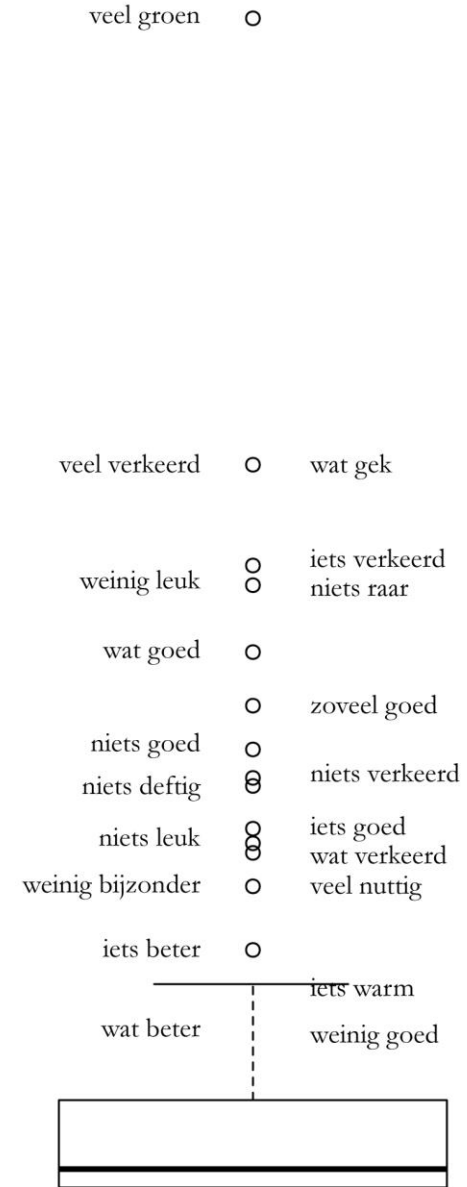 veel groen
veel verkeerd
wat gek
iets verkeerd
weinig leuk
niets raar
wat goed
zoveel goed
niets goed
niets verkeerd
niets deftig
iets goed
niets leuk
wat verkeerd
weinig bijzonder
veel nuttig
iets beter
iets warm
wat beter
weinig goed